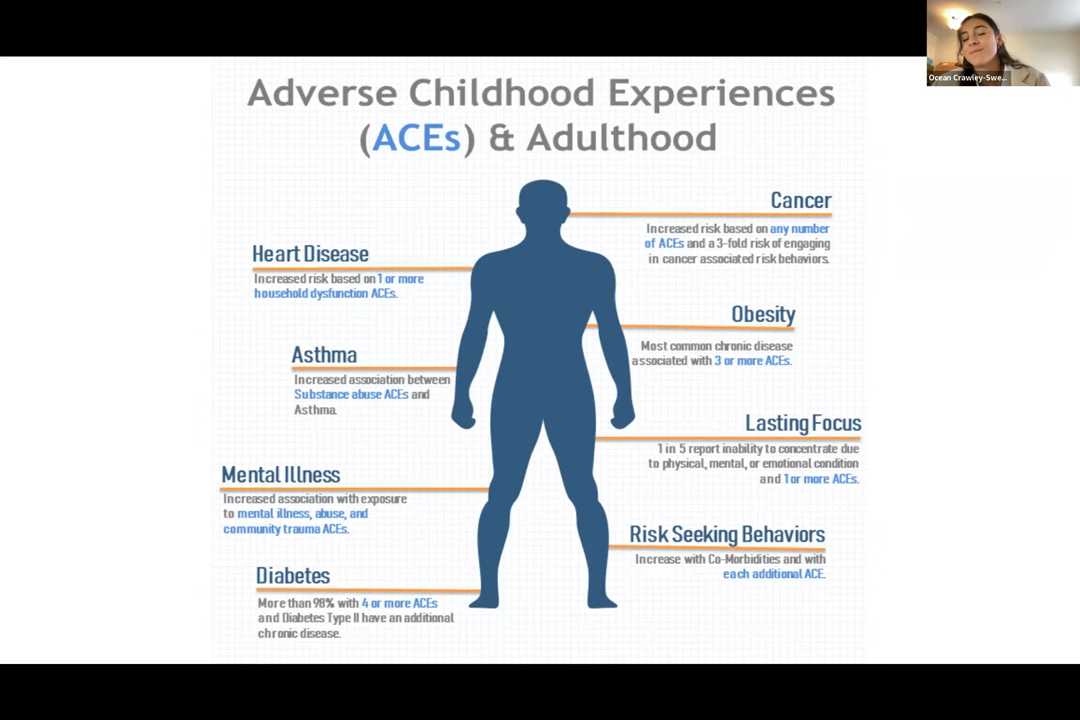 Ocean Crawley-Swe...
Adverse Childhood Experiences
(ACEs) & Adulthood
Heart Disease
Increased risk based on 1 or more
household dysfunction ACEs.
Asthma
Increased association between
Substance abuse ACEs and
Asthma.
Mental Illness
Increased association with exposure
to mental illness, abuse, and
community trauma ACEs.
Diabetes
More than 98% with 4 or more ACEs
and Diabetes Type II have an additional
chronic disease.
Cancer
Increased risk based on any number
of ACEs and a 3-fold risk of engaging
in cancer associated risk behaviors.
Obesity
Most common chronic disease
associated with 3 or more ACEs.
Lasting Focus
1 in 5 report inability to concentrate due
to physical, mental, or emotional condition
and 1 or more ACEs.
Risk Seeking Behaviors
Increase with Co-Morbidities and with
each additional ACE.